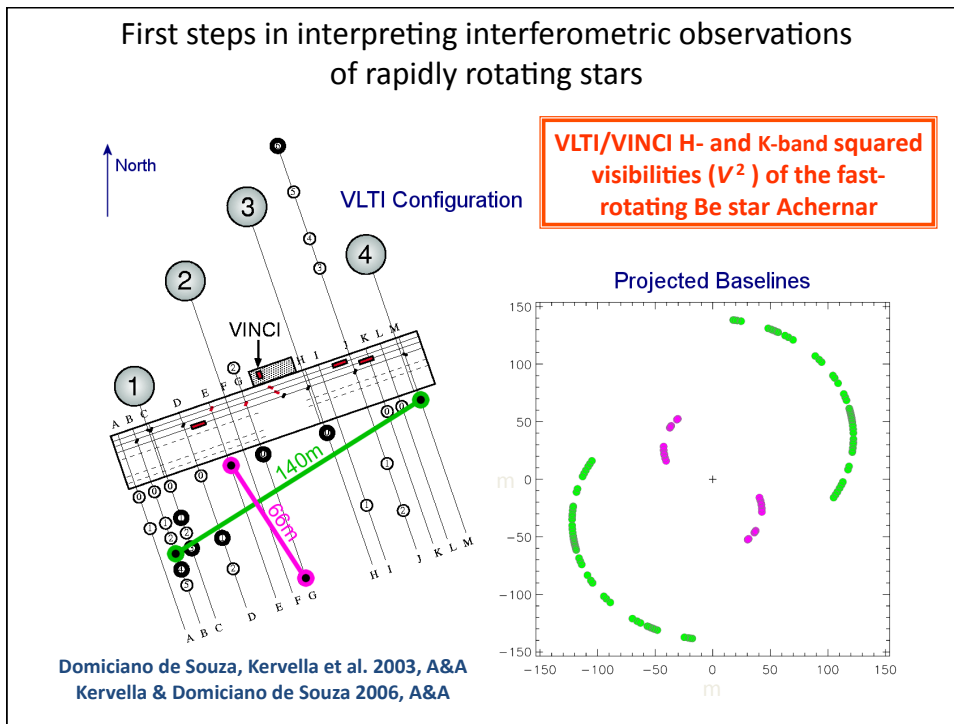 First steps in interpreting interferometric observations
of rapidly rotating stars
VLTI/VINCI H- and K-band squared
visibilities (V² ) of the fast-
rotating Be star Achernar
North
VLTI Configuration
1
2
3
4
VINCI
A B C D E F G H I J K L M
140m
66m
A B C D E F G H I J K L M
Projected Baselines
150
100
50
0
−50
−100
−150
m
−150 −100 −50 0 50 100 150
m
Domiciano de Souza, Kervella et al. 2003, A&A
Kervella & Domiciano de Souza 2006, A&A